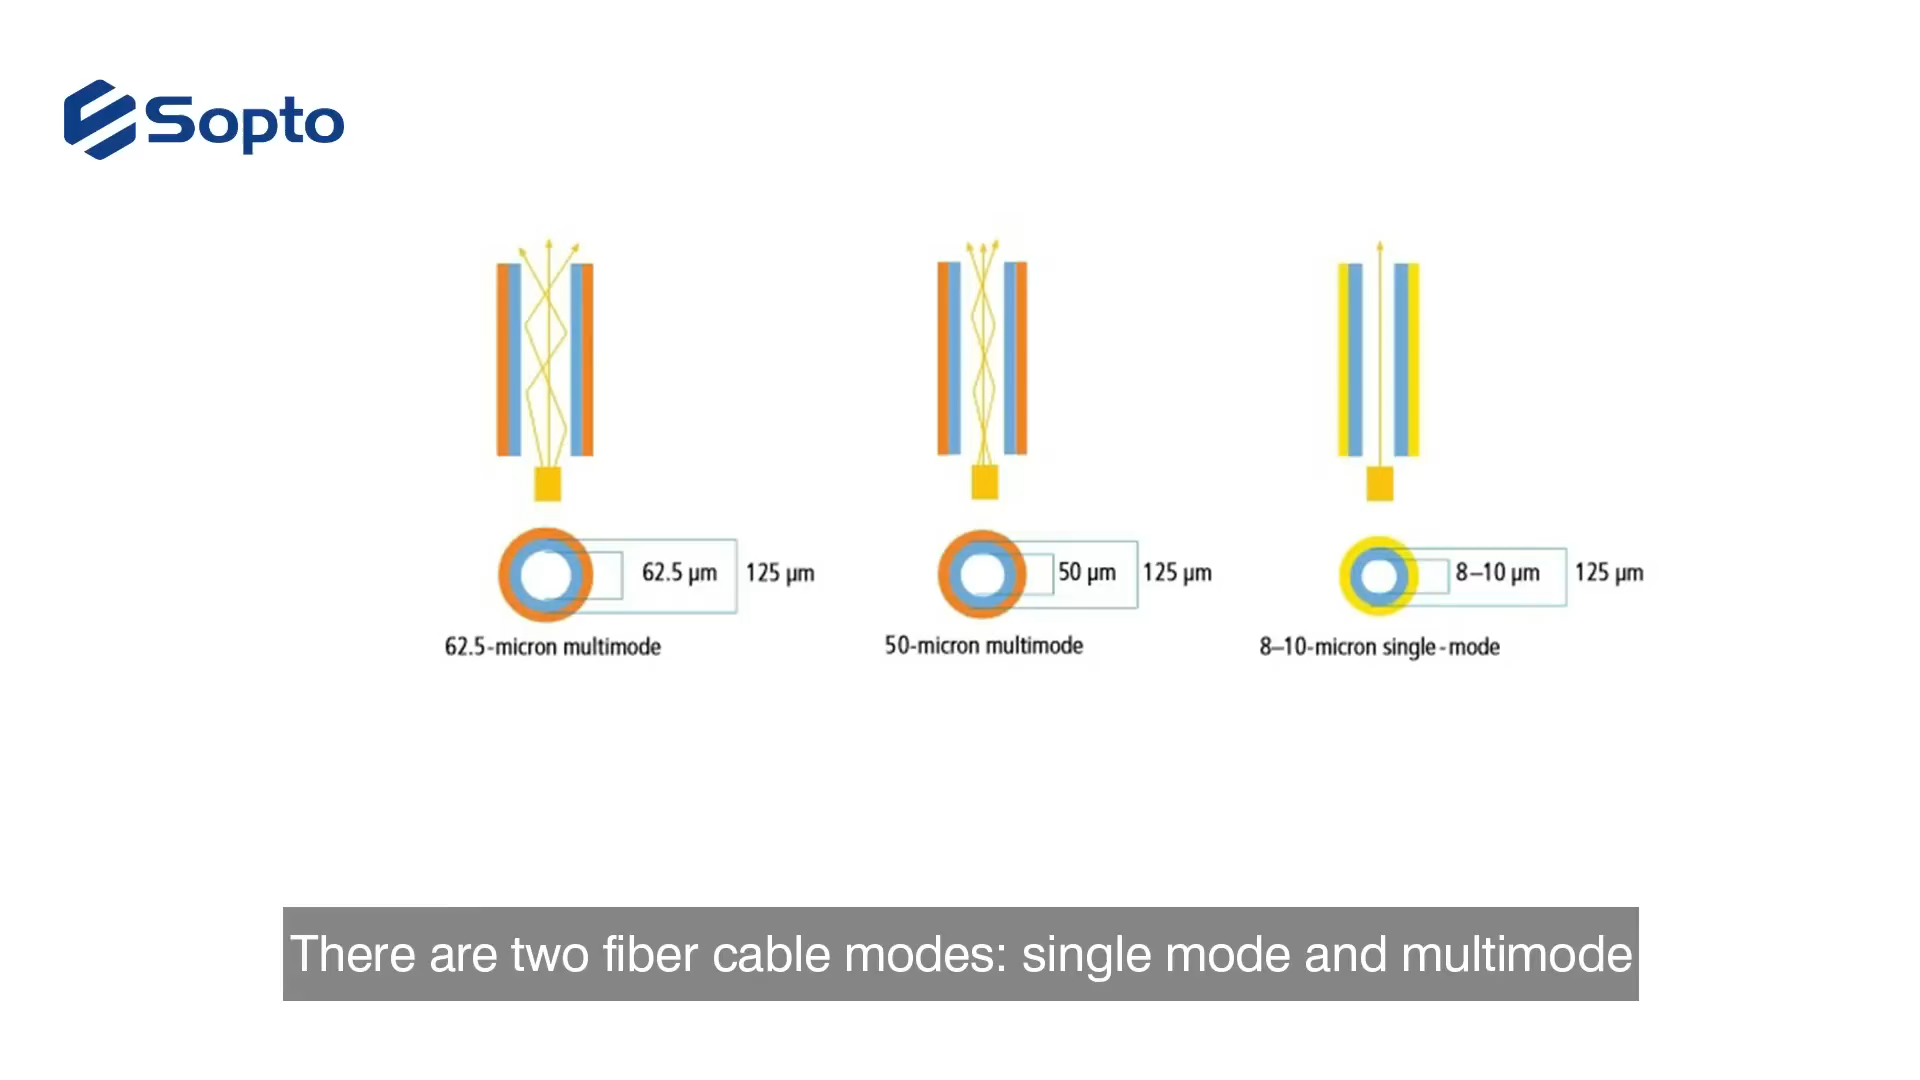 Sopto
62.5 µm
125 µm
50 µm
125 µm
8–10 µm
125 µm
62.5-micron multimode
50-micron multimode
8–10-micron single-mode
There are two fiber cable modes: single mode and multimode